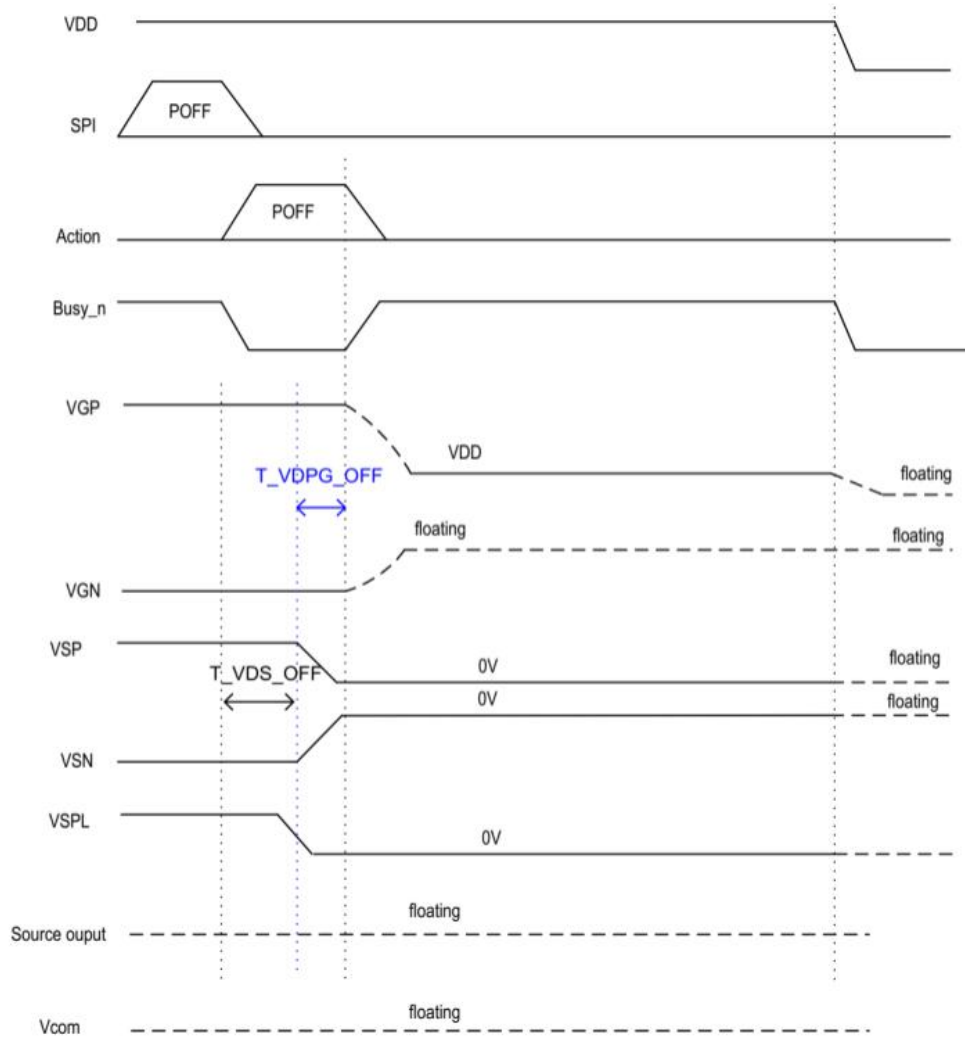 VDD
POFF
SPI
POFF
Action
Busy_n
VGP
VDD
T_VDPG_OFF
floating
floating
floating
VGN
VSP
0V
floating
T_VDS_OFF
0V
floating
VSN
VSPL
0V
floating
Source ouput
floating
Vcom